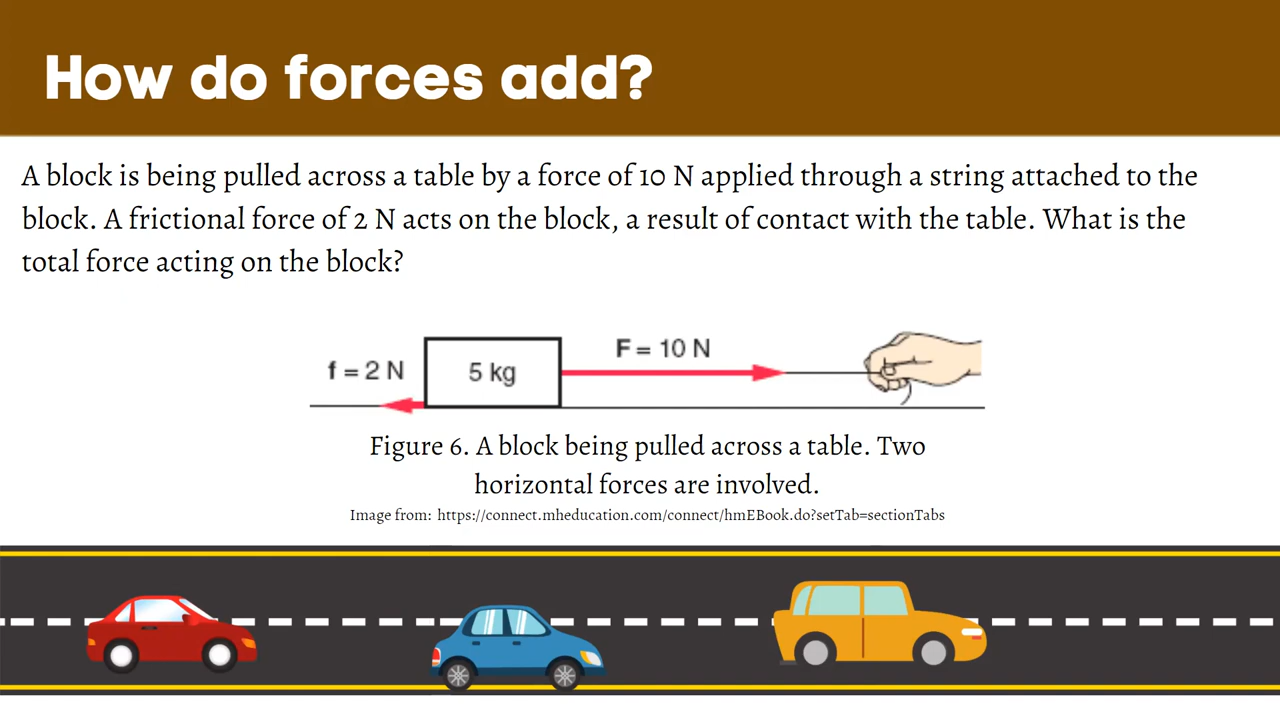 How do forces add?
A block is being pulled across a table by a force of 10 N applied through a string attached to the
block. A frictional force of 2 N acts on the block, a result of contact with the table. What is the
total force acting on the block?
f = 2 N
5 kg
F = 10 N
Figure 6. A block being pulled across a table. Two
horizontal forces are involved.
Image from: https://connect.mheducation.com/connect/hmEBook.do?setTab=sectionTabs